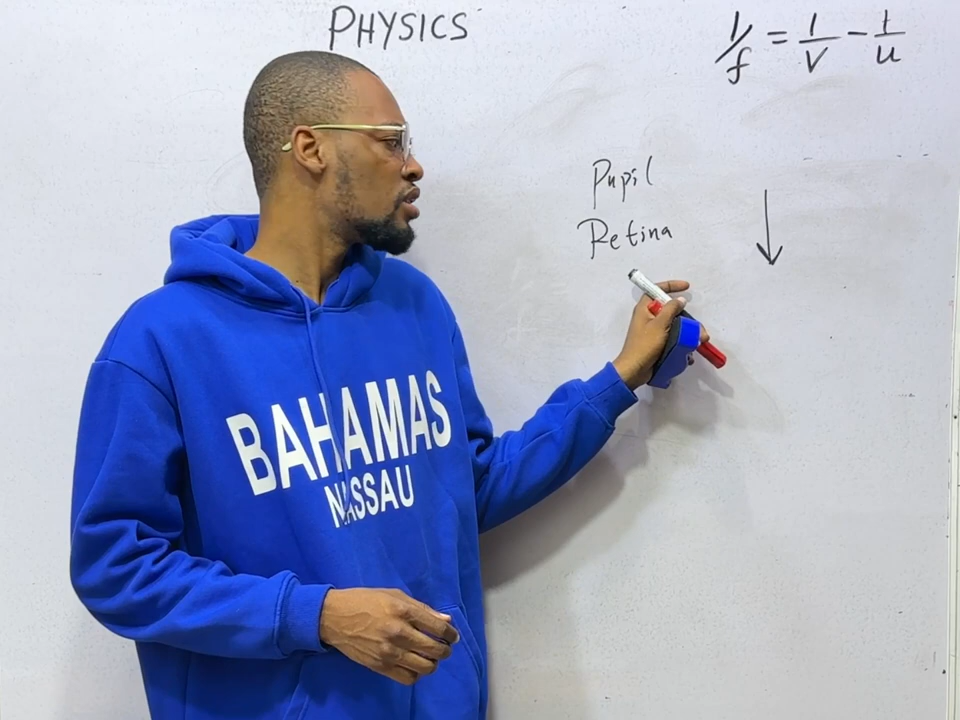 PHYSICS
1/f = 1/v - 1/u
Pupil
Retina
BAHAMAS
NASSAU